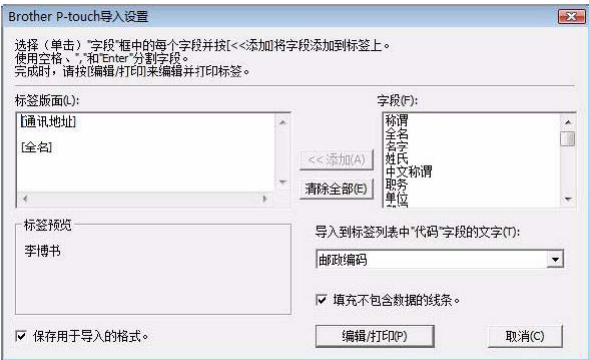 Brother P-touch导入设置
选择（单击）"字段"框中的每个字段并按[<<添加]将字段添加到标签上。
使用空格、","和"Enter"分割字段。
完成时，请按[编辑/打印]来编辑并打印标签。
标签版面(L):
[通讯地址]
[全名]
<< 添加(A)
清除全部(E)
字段(F):
称谓
全名
名字
姓氏
中文称谓
职务
单位
标签预览
李博书
导入到标签列表中"代码"字段的文字(T):
邮政编码
填充不包含数据的线条。
保存用于导入的格式。
编辑/打印(P)
取消(C)